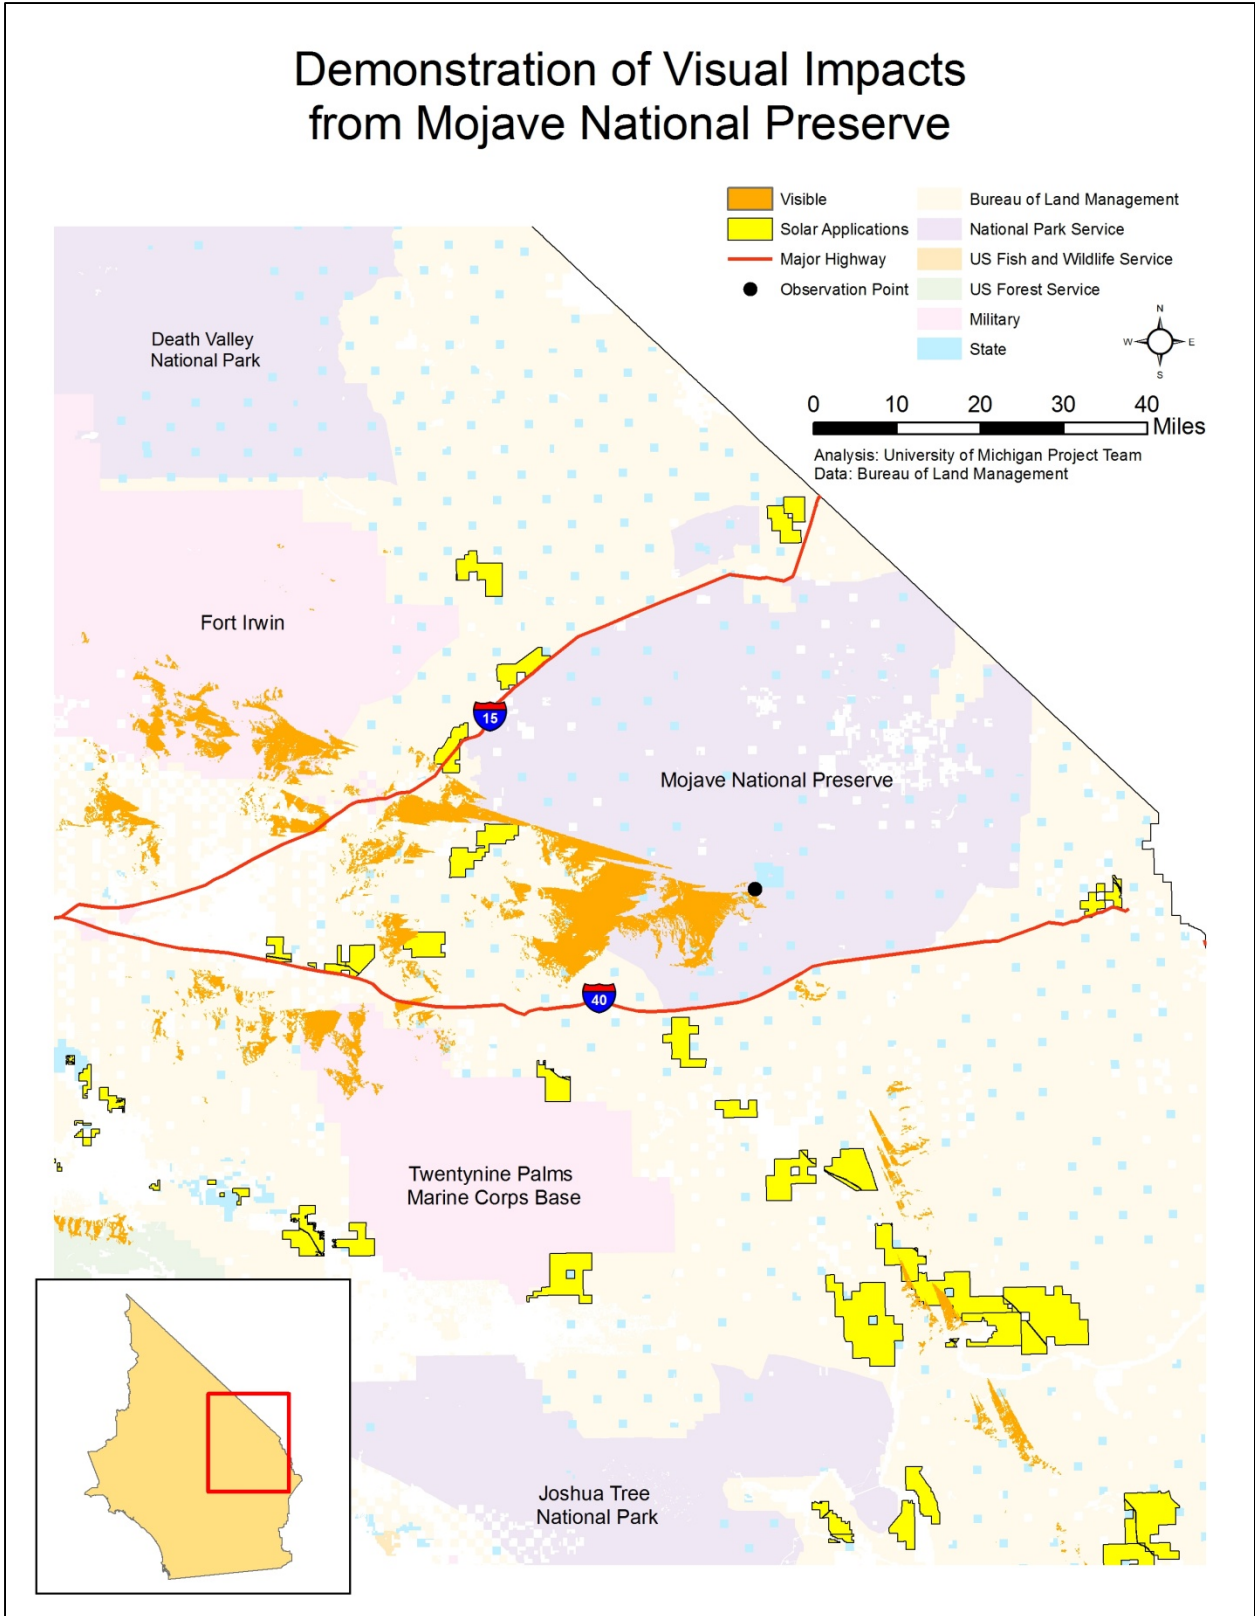 Demonstration of Visual Impacts
from Mojave National Preserve
Visible
Solar Applications
Major Highway
Observation Point
Bureau of Land Management
National Park Service
US Fish and Wildlife Service
US Forest Service
Military
State
N
W E
S
0 10 20 30 40
Miles
Analysis: University of Michigan Project Team
Data: Bureau of Land Management
Death Valley
National Park
Fort Irwin
15
Mojave National Preserve
40
Twentynine Palms
Marine Corps Base
Joshua Tree
National Park